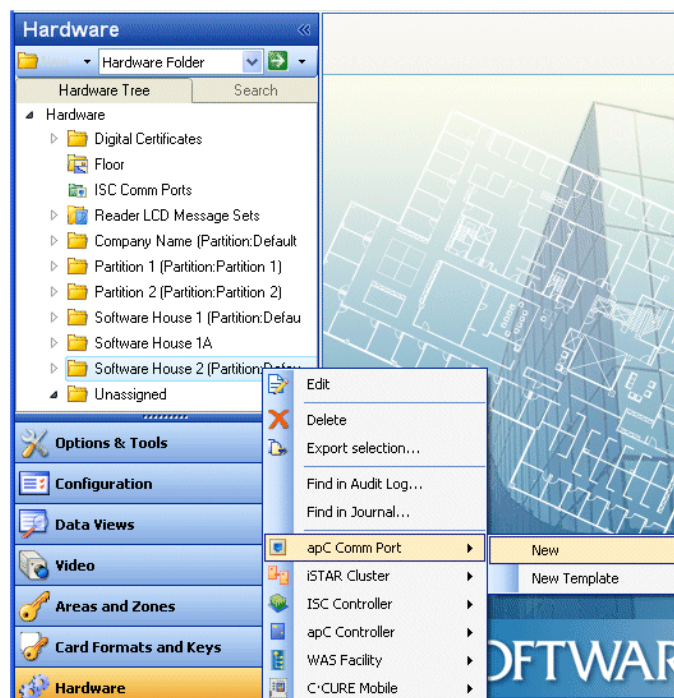 Hardware
Hardware Folder
Hardware Tree
Search
Hardware
Digital Certificates
Floor
ISC Comm Ports
Reader LCD Message Sets
Company Name (Partition:Default
Partition 1 (Partition:Partition 1)
Partition 2 (Partition:Partition 2)
Software House 1 (Partition:Defau
Software House 1A
Software House 2 (Partition:Defau
Unassigned
Options & Tools
Configuration
Data Views
Video
Areas and Zones
Card Formats and Keys
Hardware
Edit
Delete
Export selection...
Find in Audit Log...
Find in Journal...
apC Comm Port
iSTAR Cluster
ISC Controller
apC Controller
WAS Facility
C•CURE Mobile
New
New Template
OFTWAR